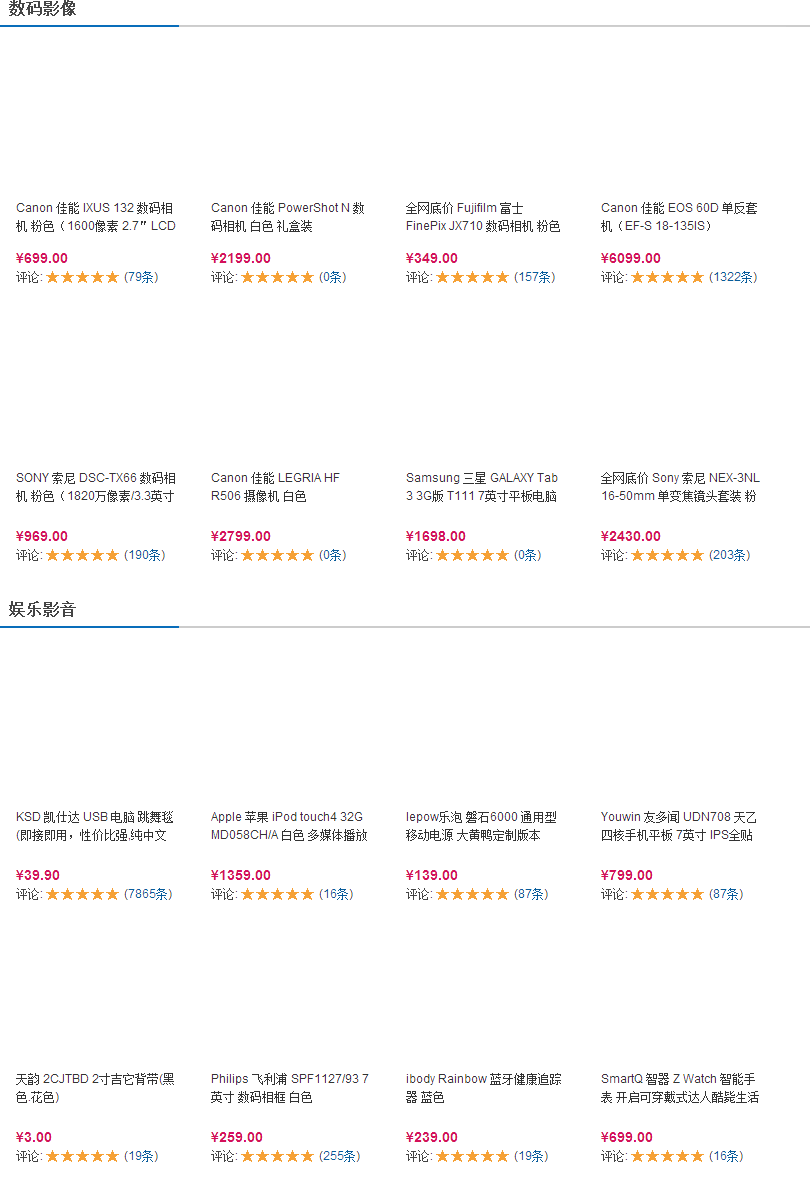 数码影像
Canon 佳能 IXUS 132 数码相
机 粉色（1600像素 2.7″ LCD
¥699.00
评论: ★★★★★ (79条)
Canon 佳能 PowerShot N 数
码相机 白色 礼盒装
¥2199.00
评论: ★★★★★ (0条)
全网底价 Fujifilm 富士
FinePix JX710 数码相机 粉色
¥349.00
评论: ★★★★★ (157条)
Canon 佳能 EOS 60D 单反套
机（EF-S 18-135IS）
¥6099.00
评论: ★★★★★ (1322条)
SONY 索尼 DSC-TX66 数码相
机 粉色（1820万像素/3.3英寸
¥969.00
评论: ★★★★★ (190条)
Canon 佳能 LEGRIA HF
R506 摄像机 白色
¥2799.00
评论: ★★★★★ (0条)
Samsung 三星 GALAXY Tab
3 3G版 T111 7英寸平板电脑
¥1698.00
评论: ★★★★★ (0条)
全网底价 Sony 索尼 NEX-3NL
16-50mm 单变焦镜头套装 粉
¥2430.00
评论: ★★★★★ (203条)
娱乐影音
KSD 凯仕达 USB电脑 跳舞毯
(即接即用，性价比强.纯中文
¥39.90
评论: ★★★★★ (7865条)
Apple 苹果 iPod touch4 32G
MD058CH/A 白色 多媒体播放
¥1359.00
评论: ★★★★★ (16条)
lepow乐泡 磐石6000 通用型
移动电源 大黄鸭定制版本
¥139.00
评论: ★★★★★ (87条)
Youwin 友多闻 UDN708 天乙
四核手机平板 7英寸 IPS全贴
¥799.00
评论: ★★★★★ (87条)
天韵 2CJTBD 2寸吉它背带(黑
色.花色)
¥3.00
评论: ★★★★★ (19条)
Philips 飞利浦 SPF1127/93 7
英寸 数码相框 白色
¥259.00
评论: ★★★★★ (255条)
ibody Rainbow 蓝牙健康追踪
器 蓝色
¥239.00
评论: ★★★★★ (19条)
SmartQ 智器 Z Watch 智能手
表 开启可穿戴式达人酷毙生活
¥699.00
评论: ★★★★★ (16条)